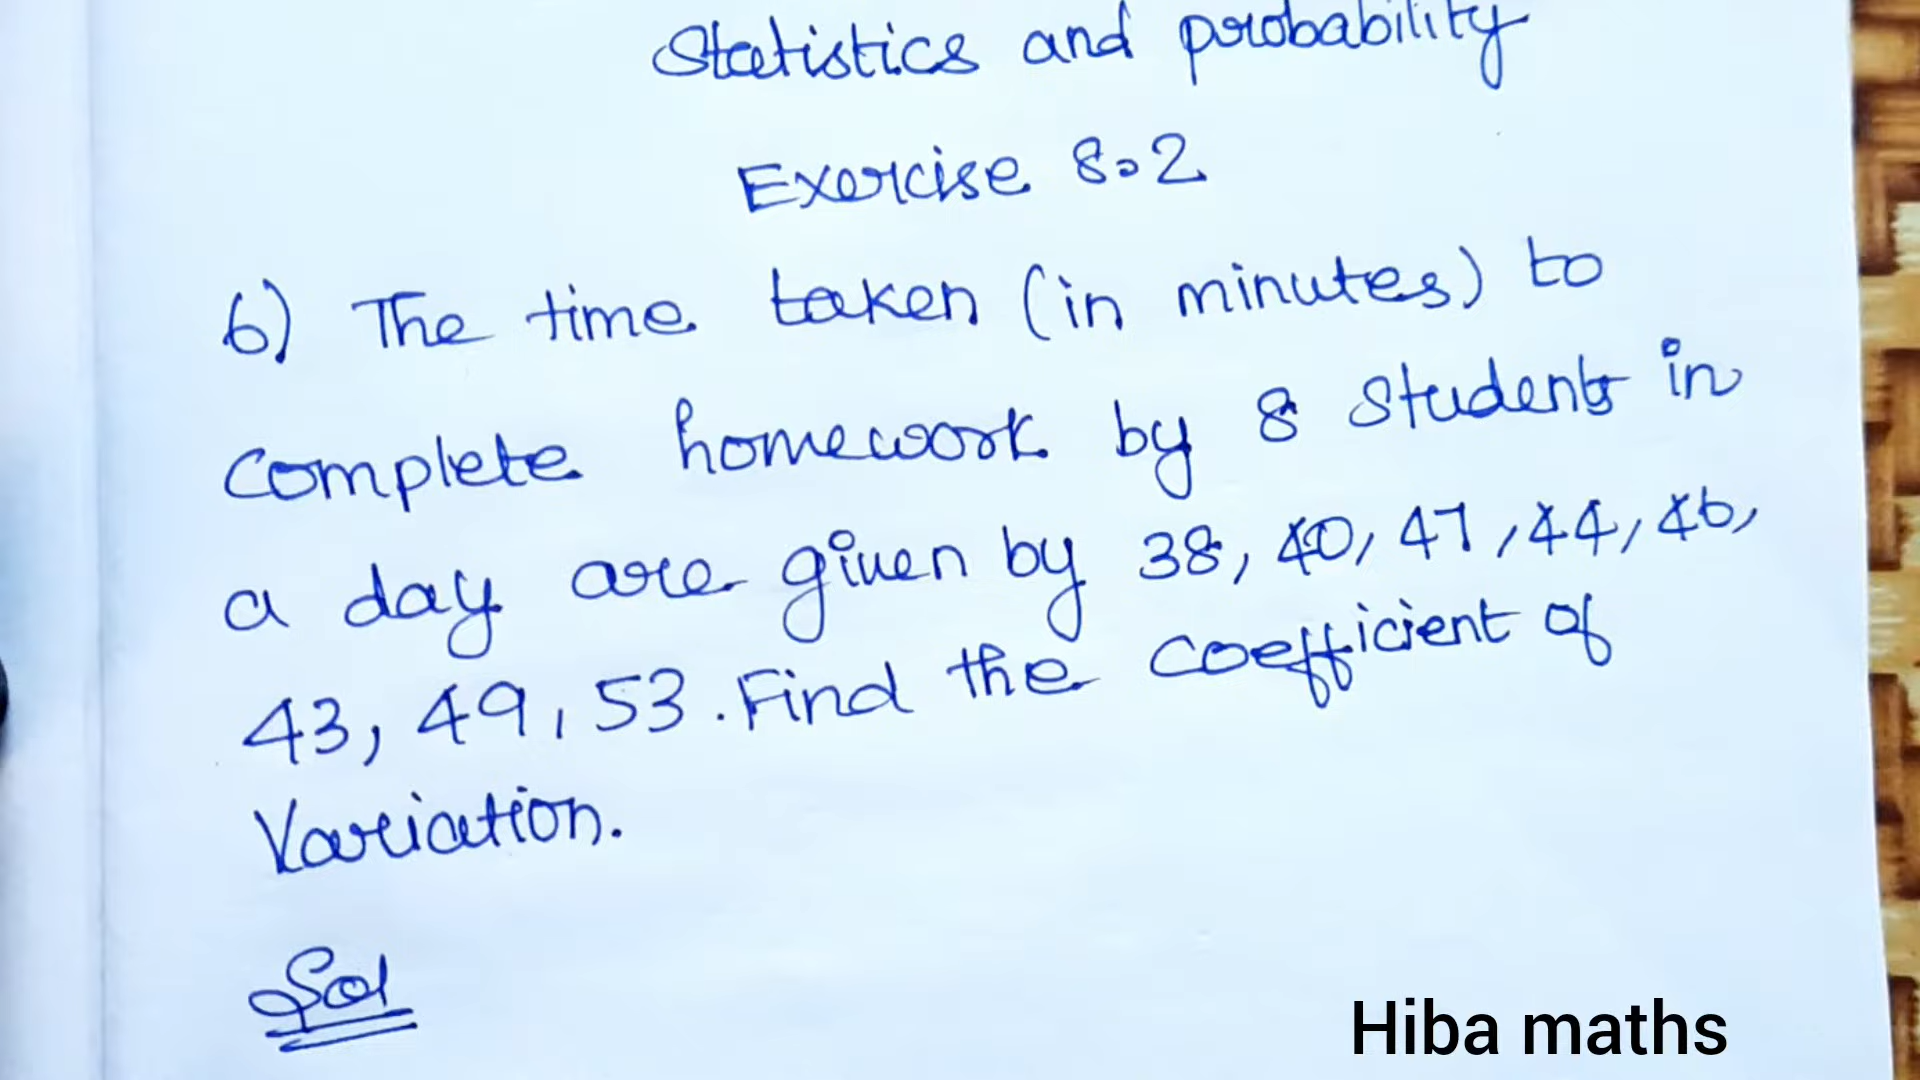 Statistics and probability
Exercise 8.2
6) The time taken (in minutes) to
complete homework by 8 students in
a day are given by 38, 40, 47, 44, 46,
43, 49, 53. Find the coefficient of
Variation.
Sol
Hiba maths